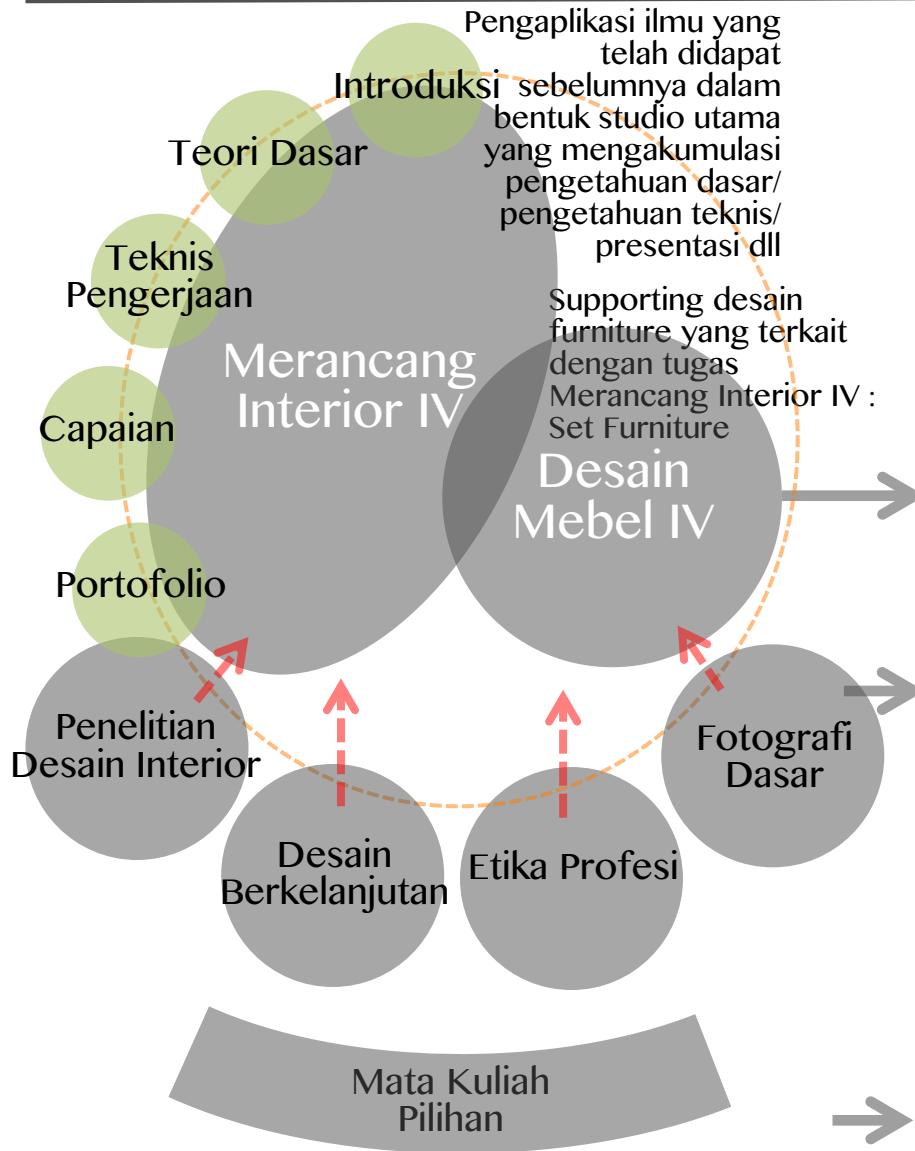 Pengaplikasi ilmu yang
telah didapat
sebelumnya dalam
bentuk studio utama
yang mengakumulasi
pengetahuan dasar/
pengetahuan teknis/
presentasi dll
Introduksi
Teori Dasar
Teknis
Pengerjaan
Capaian
Portofolio
Merancang
Interior IV
Supporting desain
furniture yang terkait
dengan tugas
Merancang Interior IV :
Set Furniture
Desain
Mebel IV
Penelitian
Desain Interior
Desain
Berkelanjutan
Etika Profesi
Fotografi
Dasar
Mata Kuliah
Pilihan